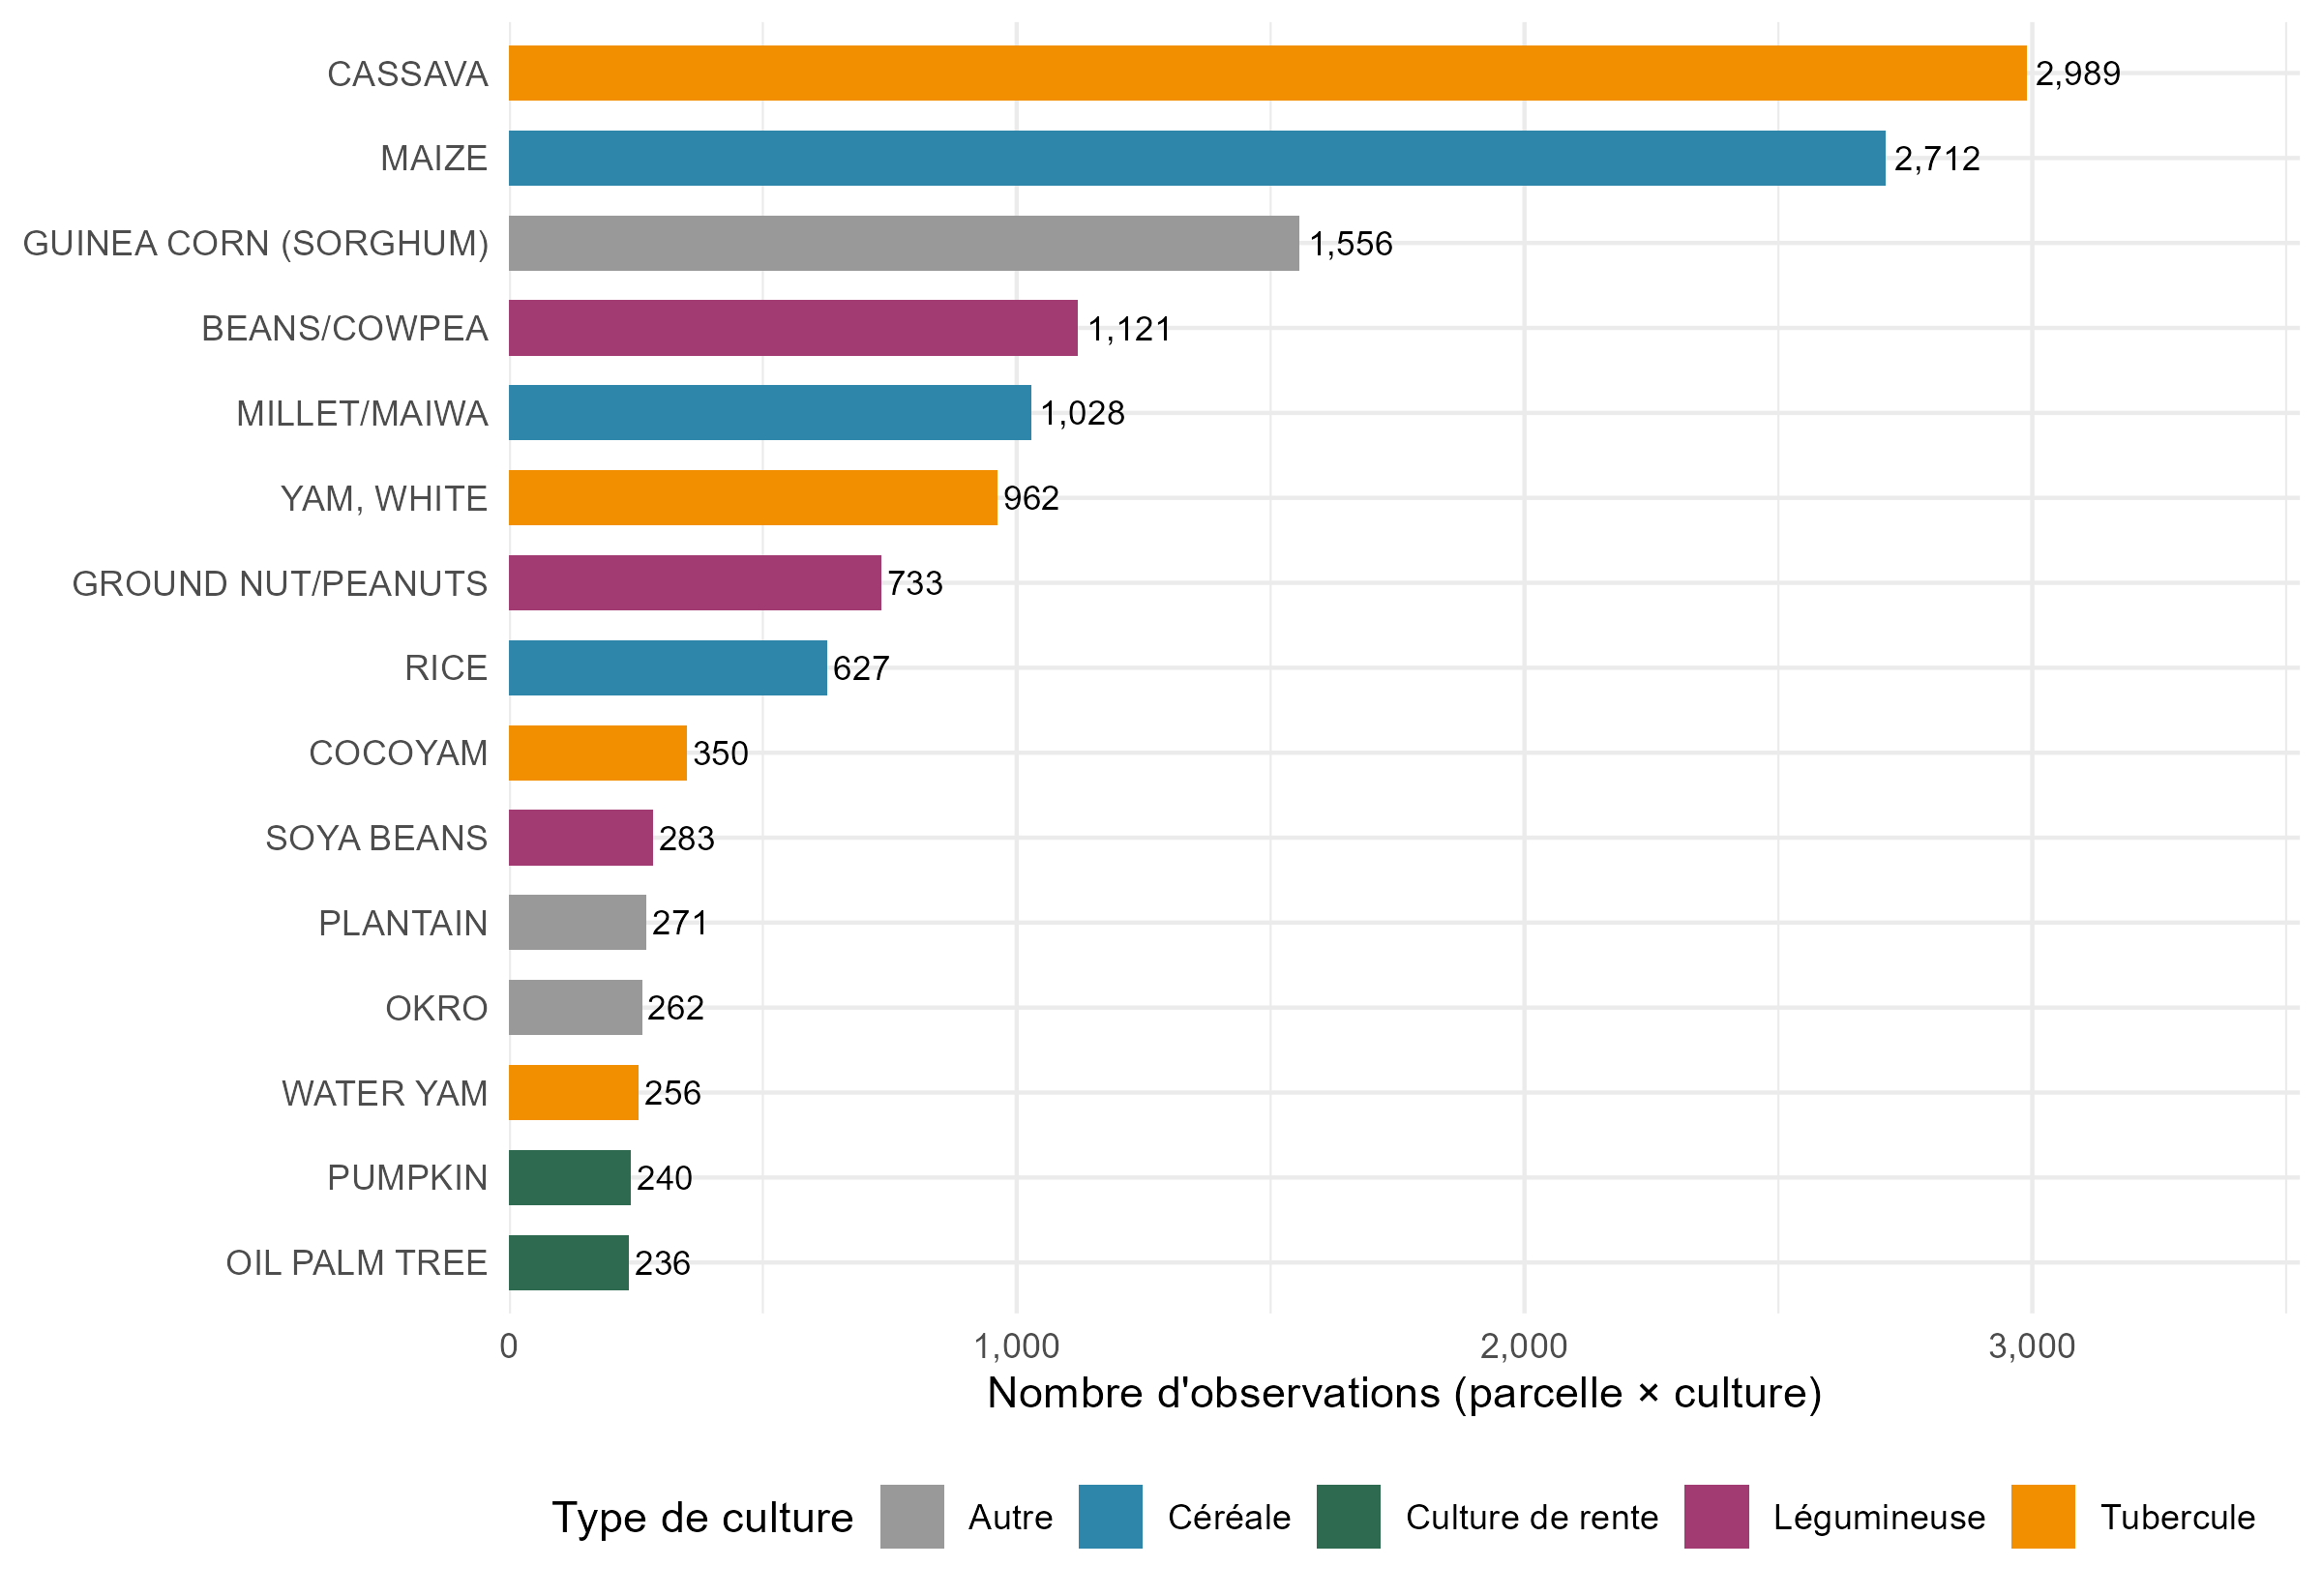 CASSAVA 2,989
MAIZE 2,712
GUINEA CORN (SORGHUM) 1,556
BEANS/COWPEA 1,121
MILLET/MAIWA 1,028
YAM, WHITE 962
GROUND NUT/PEANUTS 733
RICE 627
COCOYAM 350
SOYA BEANS 283
PLANTAIN 271
OKRO 262
WATER YAM 256
PUMPKIN 240
OIL PALM TREE 236
0 1,000 2,000 3,000
Nombre d'observations (parcelle × culture)
Type de culture Autre Céréale Culture de rente Légumineuse Tubercule